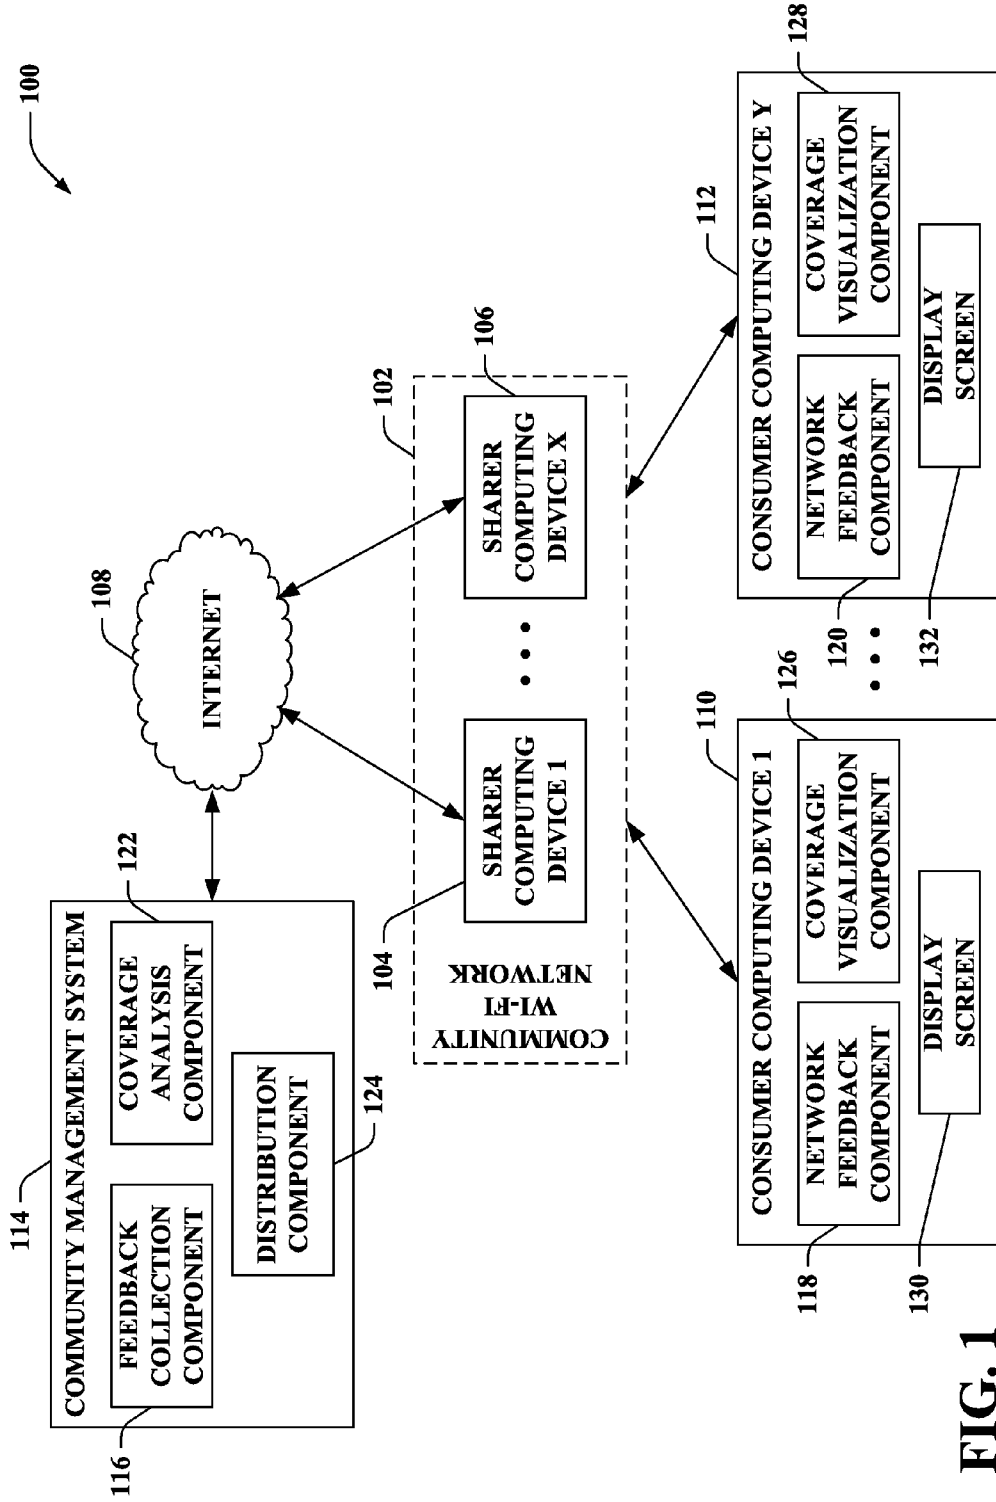 100
114
COMMUNITY MANAGEMENT SYSTEM
FEEDBACK
COLLECTION
COMPONENT
116
COVERAGE
ANALYSIS
COMPONENT
122
DISTRIBUTION
COMPONENT
124
108
INTERNET
102
COMMUNITY
WI-FI
NETWORK
104
SHARER
COMPUTING
DEVICE 1
• • •
SHARER
COMPUTING
DEVICE X
106
110
CONSUMER COMPUTING DEVICE 1
NETWORK
FEEDBACK
COMPONENT
118
COVERAGE
VISUALIZATION
COMPONENT
126
DISPLAY
SCREEN
130
• • •
112
CONSUMER COMPUTING DEVICE Y
NETWORK
FEEDBACK
COMPONENT
120
COVERAGE
VISUALIZATION
COMPONENT
128
DISPLAY
SCREEN
132
FIG. 1